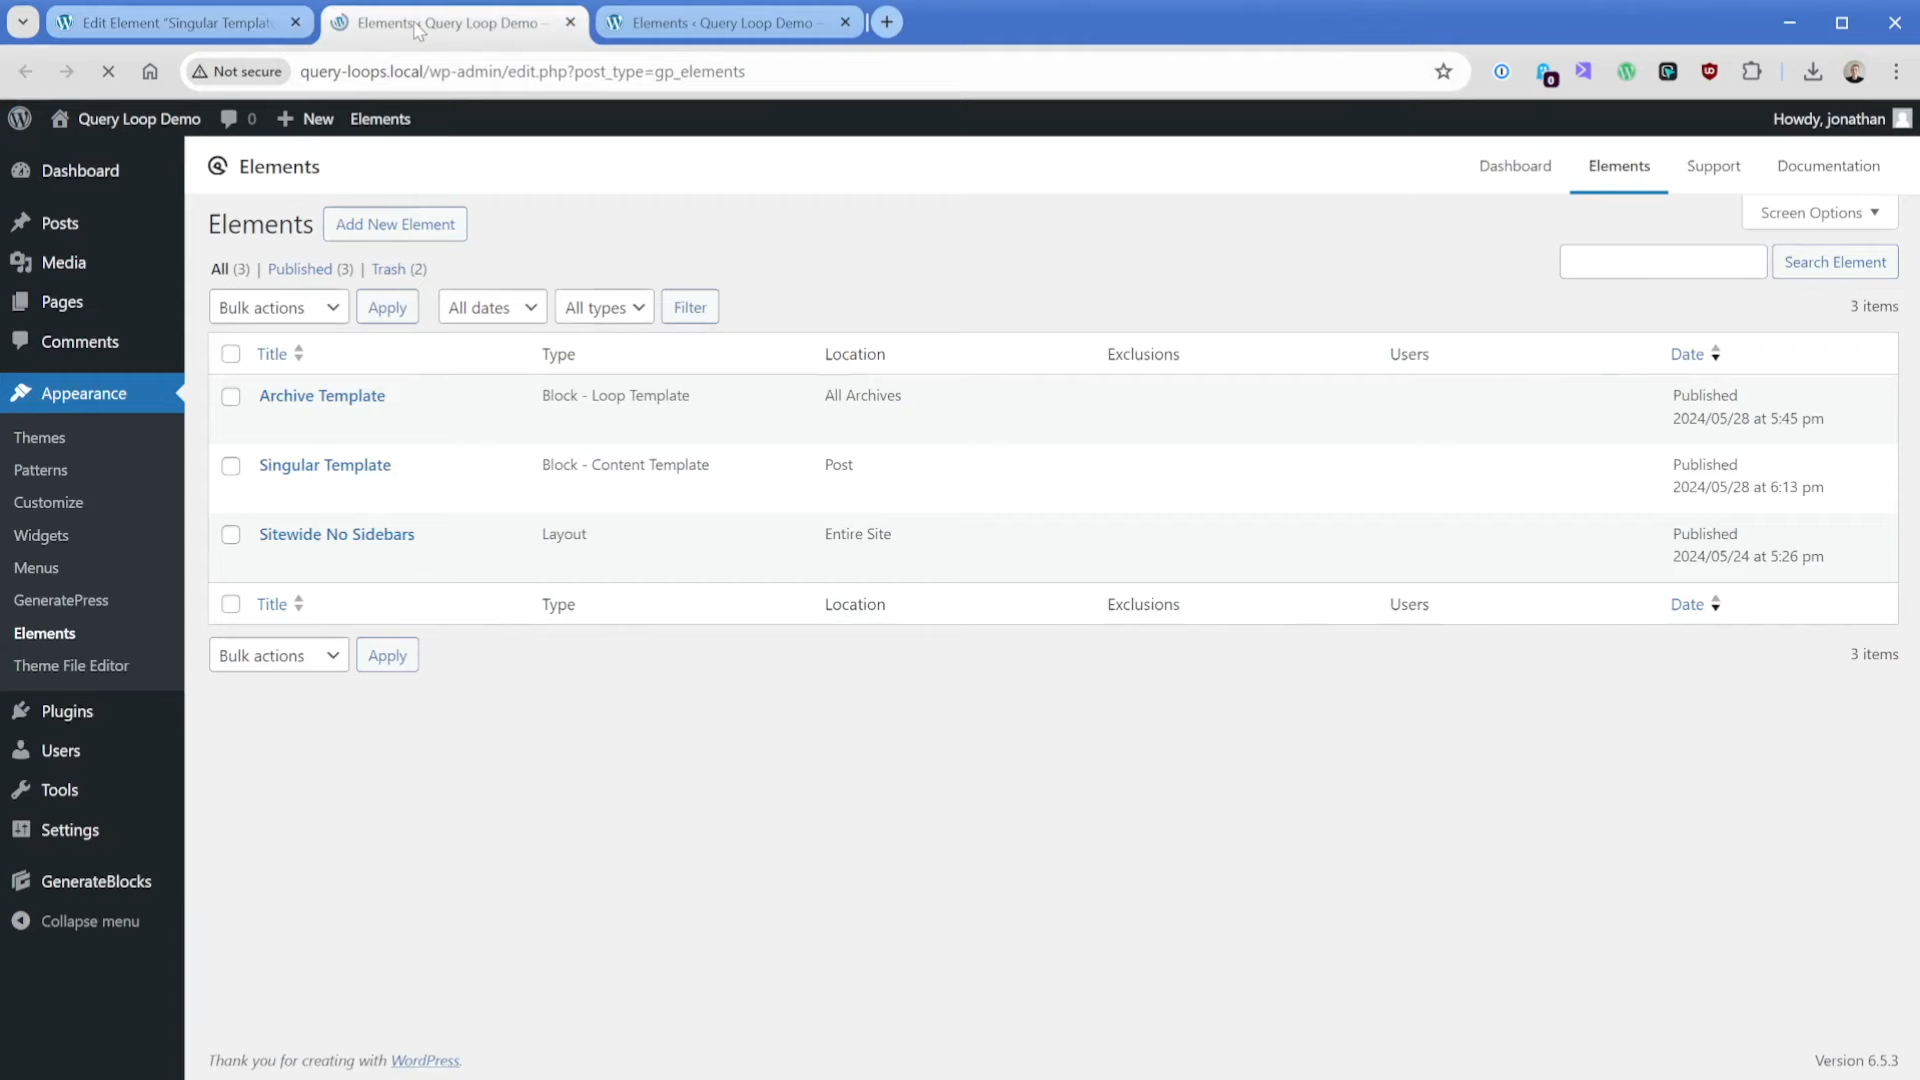 Edit Element "Singular Templat
Elements ‹ Query Loop Demo —
Elements ‹ Query Loop Demo —
Not secure
query-loops.local/wp-admin/edit.php?post_type=gp_elements
0
Query Loop Demo
0
New
Elements
Howdy, jonathan
Dashboard
Posts
Media
Pages
Comments
Appearance
Themes
Patterns
Customize
Widgets
Menus
GeneratePress
Elements
Theme File Editor
Plugins
Users
Tools
Settings
GenerateBlocks
Collapse menu
Elements
Dashboard
Elements
Support
Documentation
Screen Options
Elements
Add New Element
All (3) | Published (3) | Trash (2)
Search Element
Bulk actions
Apply
All dates
All types
Filter
3 items
Title Type Location Exclusions Users Date
Archive Template Block - Loop Template All Archives Published
2024/05/28 at 5:45 pm
Singular Template Block - Content Template Post Published
2024/05/28 at 6:13 pm
Sitewide No Sidebars Layout Entire Site Published
2024/05/24 at 5:26 pm
Title Type Location Exclusions Users Date
Bulk actions
Apply
3 items
Thank you for creating with WordPress.
Version 6.5.3